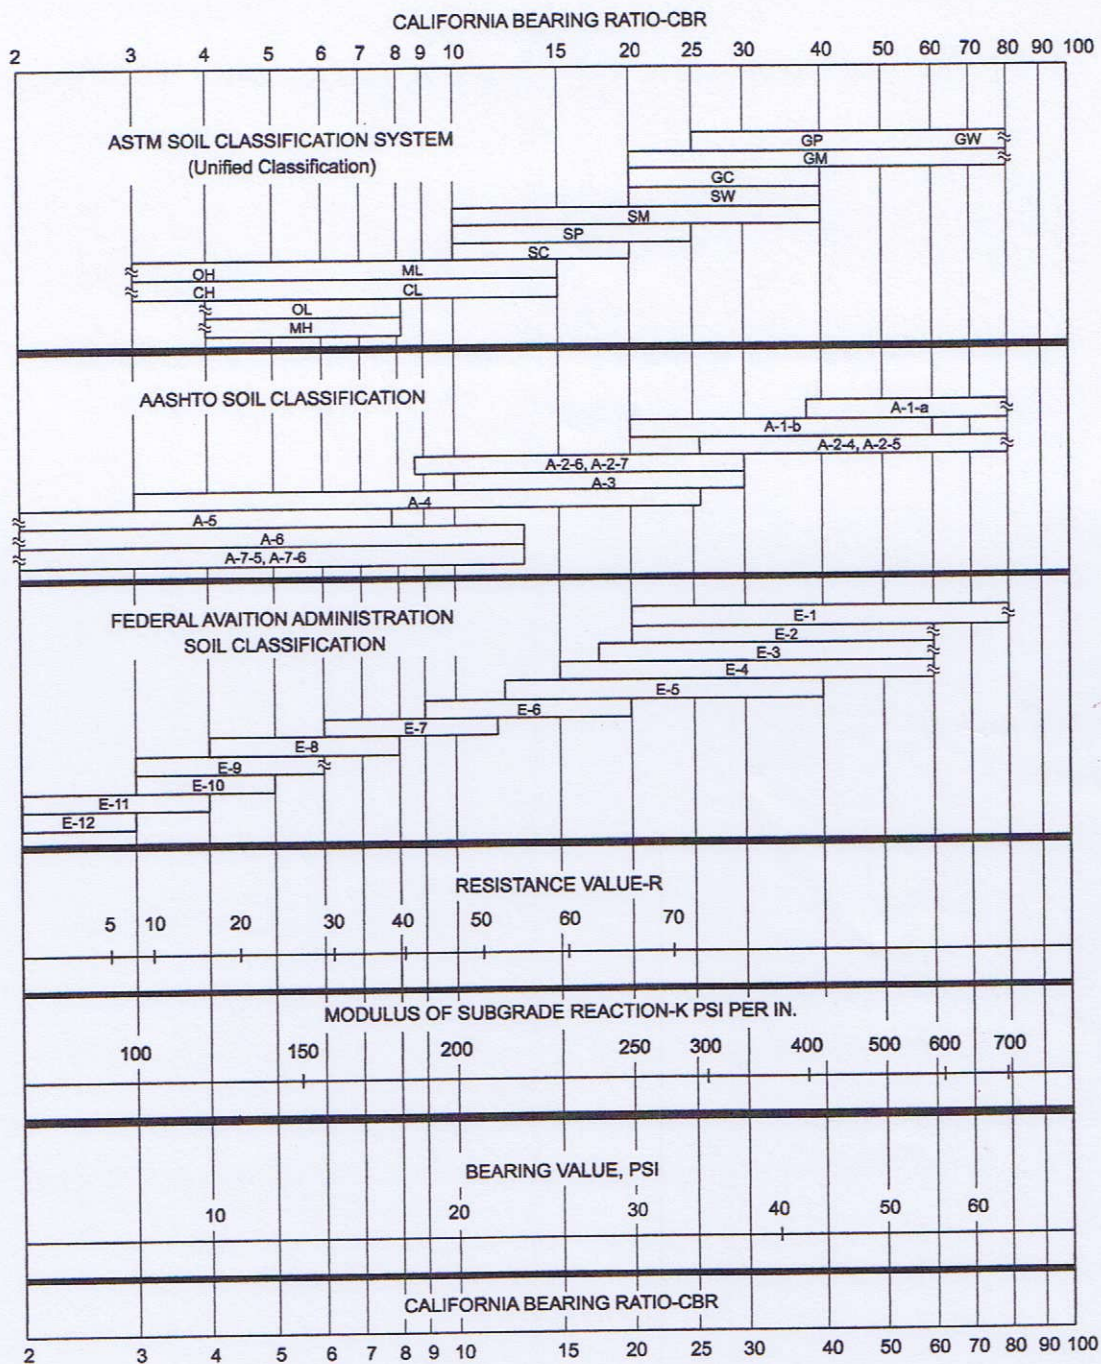 CALIFORNIA BEARING RATIO-CBR
2 3 4 5 6 7 8 9 10 15 20 25 30 40 50 60 70 80 90 100
ASTM SOIL CLASSIFICATION SYSTEM
(Unified Classification)
GP GW
GM
GC
SW
SM
SP
SC
OH ML
CH CL
OL
MH
AASHTO SOIL CLASSIFICATION
A-1-a
A-1-b
A-2-4, A-2-5
A-2-6, A-2-7
A-3
A-4
A-5
A-6
A-7-5, A-7-6
FEDERAL AVAITION ADMINISTRATION
SOIL CLASSIFICATION
E-1
E-2
E-3
E-4
E-5
E-6
E-7
E-8
E-9
E-10
E-11
E-12
RESISTANCE VALUE-R
5 10 20 30 40 50 60 70
MODULUS OF SUBGRADE REACTION-K PSI PER IN.
100 150 200 250 300 400 500 600 700
BEARING VALUE, PSI
10 20 30 40 50 60
CALIFORNIA BEARING RATIO-CBR
2 3 4 5 6 7 8 9 10 15 20 25 30 40 50 60 70 80 90 100